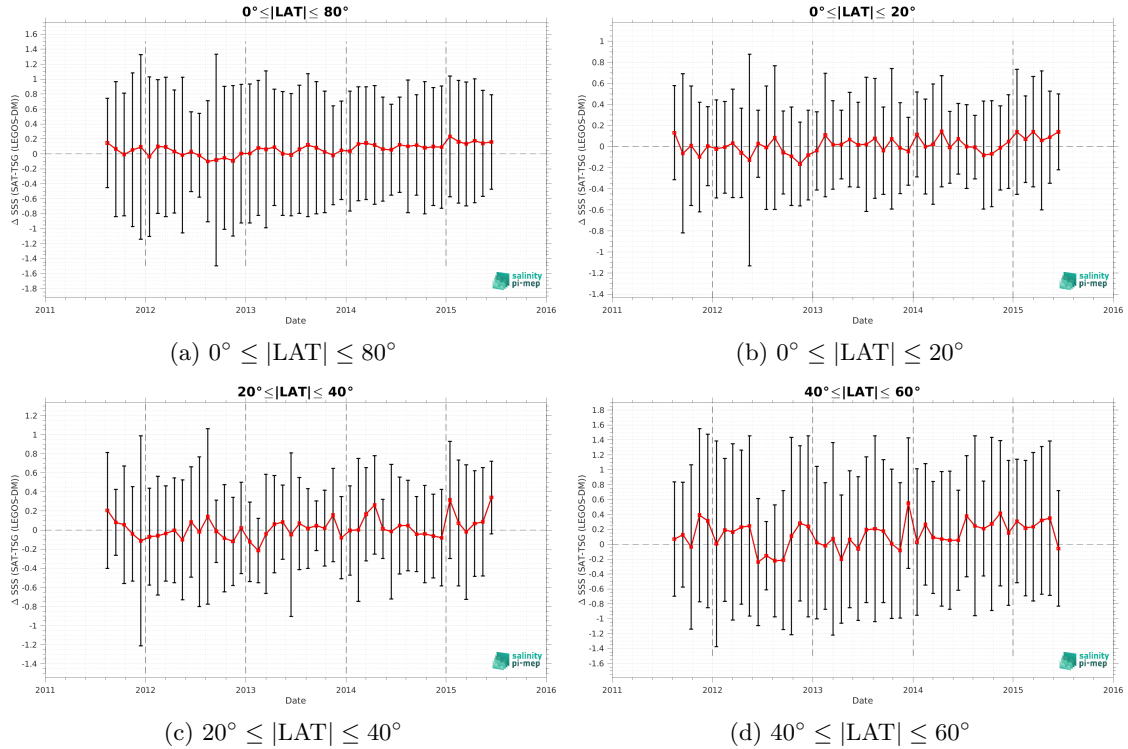 0°≤|LAT|≤ 80°
Δ SSS (SAT-TSG (LEGOS-DM))
1.6
1.4
1.2
1
0.8
0.6
0.4
0.2
0
-0.2
-0.4
-0.6
-0.8
-1
-1.2
-1.4
-1.6
-1.8
2011 2012 2013 2014 2015 2016
Date
salinity
pi-mep
(a) 0° ≤ |LAT| ≤ 80°
0°≤|LAT|≤ 20°
Δ SSS (SAT-TSG (LEGOS-DM))
1
0.8
0.6
0.4
0.2
0
-0.2
-0.4
-0.6
-0.8
-1
-1.2
-1.4
2011 2012 2013 2014 2015 2016
Date
salinity
pi-mep
(b) 0° ≤ |LAT| ≤ 20°
20°≤|LAT|≤ 40°
Δ SSS (SAT-TSG (LEGOS-DM))
1.2
1
0.8
0.6
0.4
0.2
0
-0.2
-0.4
-0.6
-0.8
-1
-1.2
-1.4
2011 2012 2013 2014 2015 2016
Date
salinity
pi-mep
(c) 20° ≤ |LAT| ≤ 40°
40°≤|LAT|≤ 60°
Δ SSS (SAT-TSG (LEGOS-DM))
1.8
1.6
1.4
1.2
1
0.8
0.6
0.4
0.2
0
-0.2
-0.4
-0.6
-0.8
-1
-1.2
-1.4
-1.6
2011 2012 2013 2014 2015 2016
Date
salinity
pi-mep
(d) 40° ≤ |LAT| ≤ 60°